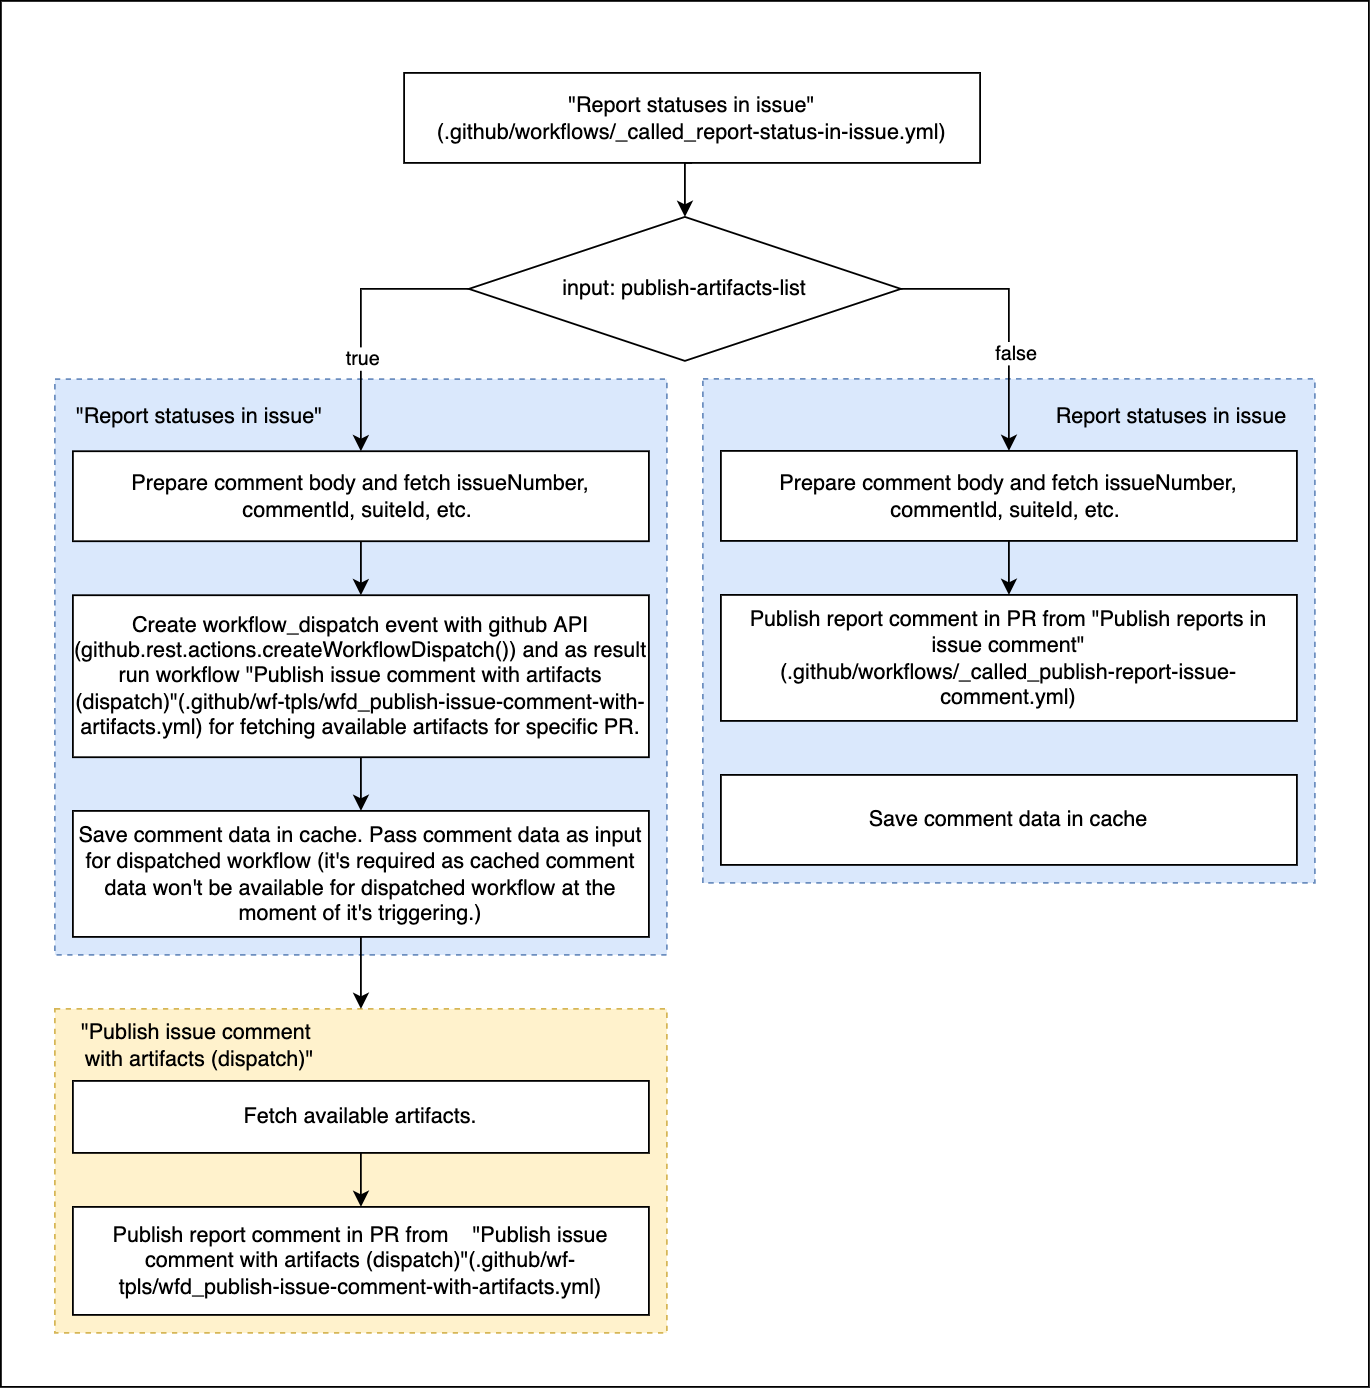 "Report statuses in issue"
(.github/workflows/_called_report-status-in-issue.yml)
input: publish-artifacts-list
true
false
"Report statuses in issue"
Prepare comment body and fetch issueNumber,
commentId, suiteId, etc.
Create workflow_dispatch event with github API
(github.rest.actions.createWorkflowDispatch()) and as result
run workflow "Publish issue comment with artifacts
(dispatch)"(.github/wf-tpls/wfd_publish-issue-comment-with-
artifacts.yml) for fetching available artifacts for specific PR.
Save comment data in cache. Pass comment data as input
for dispatched workflow (it's required as cached comment
data won't be available for dispatched workflow at the
moment of it's triggering.)
"Publish issue comment
with artifacts (dispatch)"
Fetch available artifacts.
Publish report comment in PR from "Publish issue
comment with artifacts (dispatch)"(.github/wf-
tpls/wfd_publish-issue-comment-with-artifacts.yml)
Report statuses in issue
Prepare comment body and fetch issueNumber,
commentId, suiteId, etc.
Publish report comment in PR from "Publish reports in
issue comment"
(.github/workflows/_called_publish-report-issue-
comment.yml)
Save comment data in cache